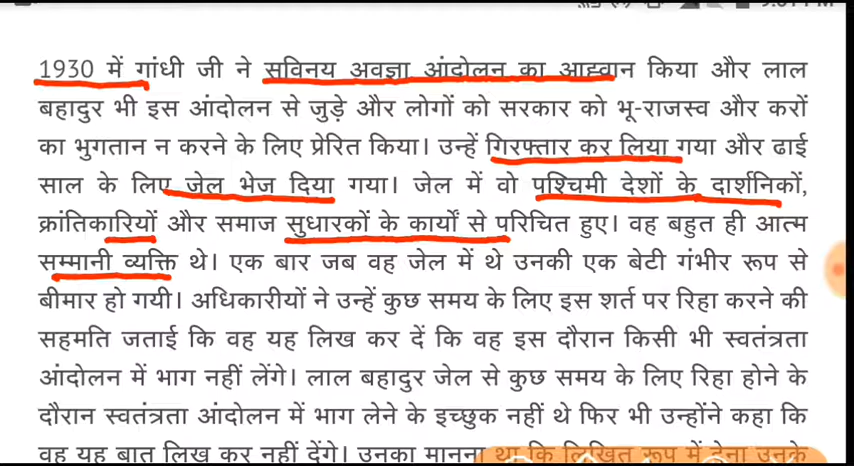 1930 में गांधी जी ने सविनय अवज्ञा आंदोलन का आह्वान किया और लाल
बहादुर भी इस आंदोलन से जुड़े और लोगों को सरकार को भू-राजस्व और करों
का भुगतान न करने के लिए प्रेरित किया। उन्हें गिरफ्तार कर लिया गया और ढाई
साल के लिए जेल भेज दिया गया। जेल में वो पश्चिमी देशों के दार्शनिकों,
क्रांतिकारियों और समाज सुधारकों के कार्यों से परिचित हुए। वह बहुत ही आत्म
सम्मानी व्यक्ति थे। एक बार जब वह जेल में थे उनकी एक बेटी गंभीर रूप से
बीमार हो गयी। अधिकारीयों ने उन्हें कुछ समय के लिए इस शर्त पर रिहा करने की
सहमति जताई कि वह यह लिख कर दें कि वह इस दौरान किसी भी स्वतंत्रता
आंदोलन में भाग नहीं लेंगे। लाल बहादुर जेल से कुछ समय के लिए रिहा होने के
दौरान स्वतंत्रता आंदोलन में भाग लेने के इच्छुक नहीं थे फिर भी उन्होंने कहा कि
वह यह बात लिख कर नहीं देंगे। उनका मानना था कि लिखित रूप में देना उनके